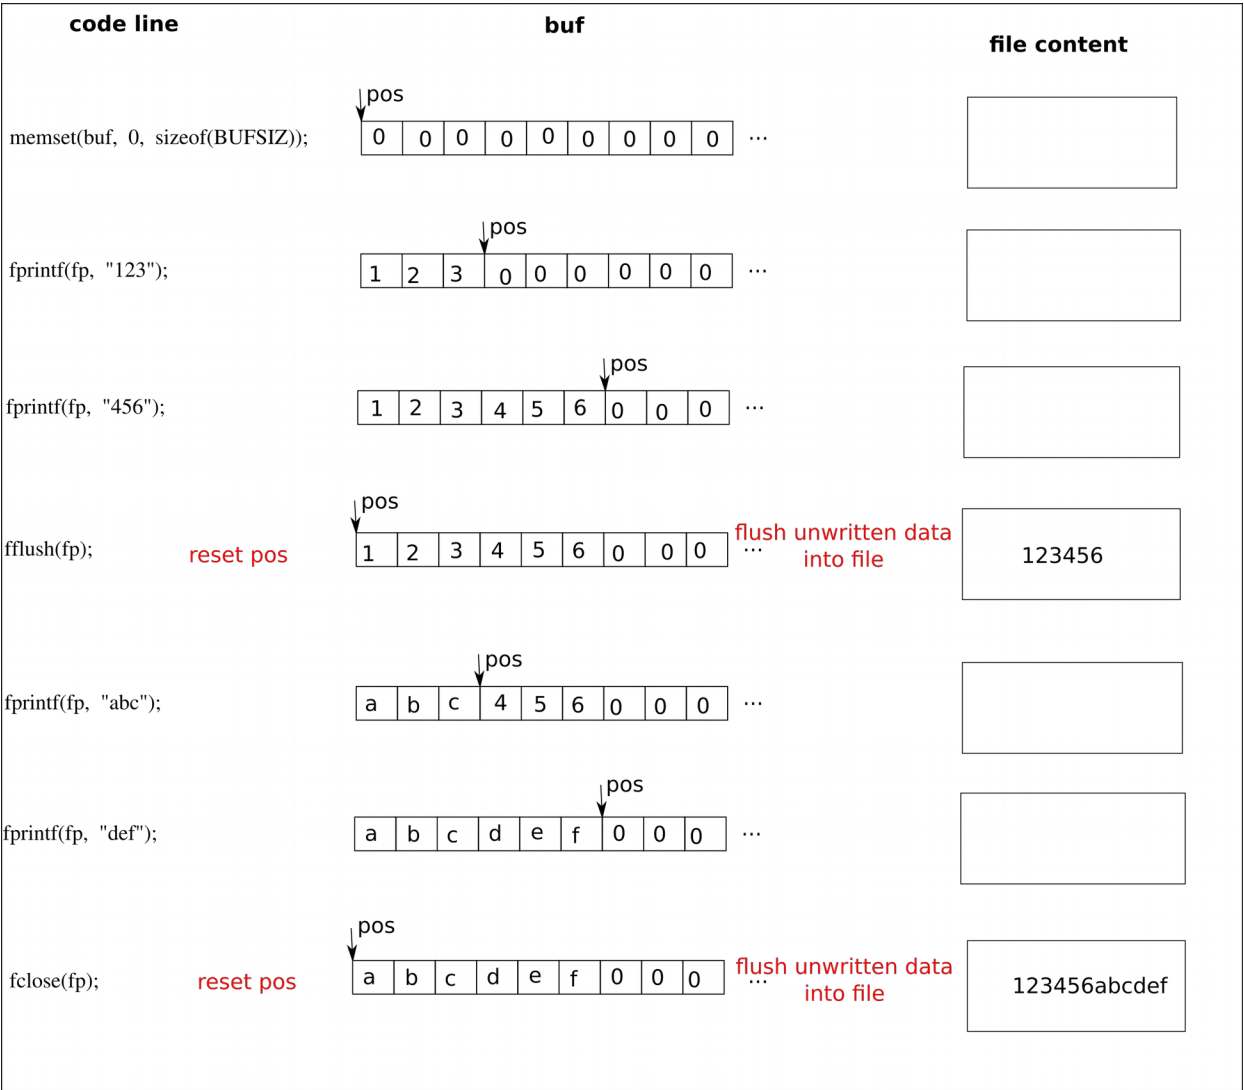 code line
buf
file content
pos
memset(buf, 0, sizeof(BUFSIZ));
0 0 0 0 0 0 0 0 0 ...
pos
fprintf(fp, "123");
1 2 3 0 0 0 0 0 0 ...
pos
fprintf(fp, "456");
1 2 3 4 5 6 0 0 0 ...
pos
fflush(fp);
reset pos
1 2 3 4 5 6 0 0 0 ...
flush unwritten data
into file
123456
pos
fprintf(fp, "abc");
a b c 4 5 6 0 0 0 ...
pos
fprintf(fp, "def");
a b c d e f 0 0 0 ...
pos
fclose(fp);
reset pos
a b c d e f 0 0 0 ...
flush unwritten data
into file
123456abcdef